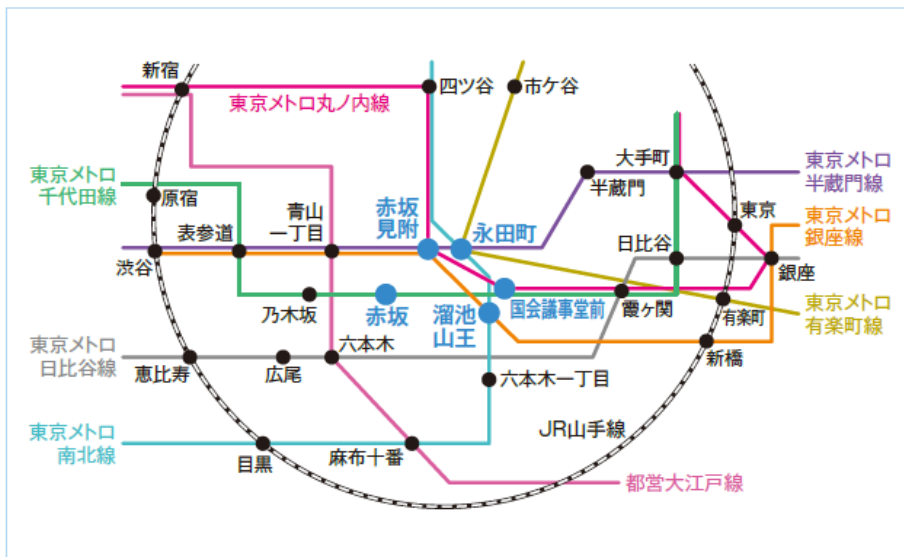 新宿
東京メトロ丸ノ内線
四ツ谷
市ケ谷
東京メトロ
千代田線
原宿
表参道
青山
一丁目
赤坂
見附
永田町
半蔵門
大手町
東京メトロ
半蔵門線
東京
東京メトロ
銀座線
日比谷
銀座
渋谷
乃木坂
赤坂
溜池
山王
国会議事堂前
霞ヶ関
有楽町
東京メトロ
有楽町線
新橋
東京メトロ
日比谷線
恵比寿
広尾
六本木
六本木一丁目
JR山手線
東京メトロ
南北線
目黒
麻布十番
都営大江戸線